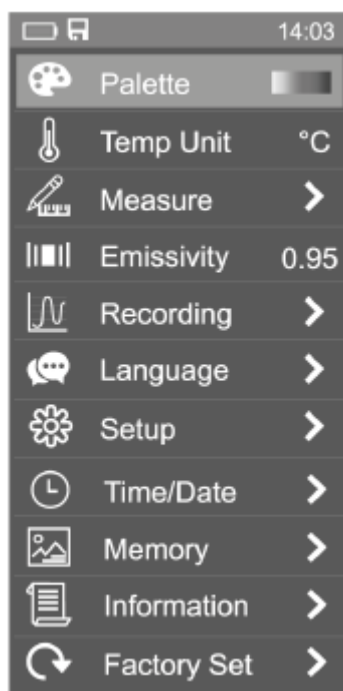 14:03
Palette
Temp Unit °C
Measure
Emissivity 0.95
Recording
Language
Setup
Time/Date
Memory
Information
Factory Set